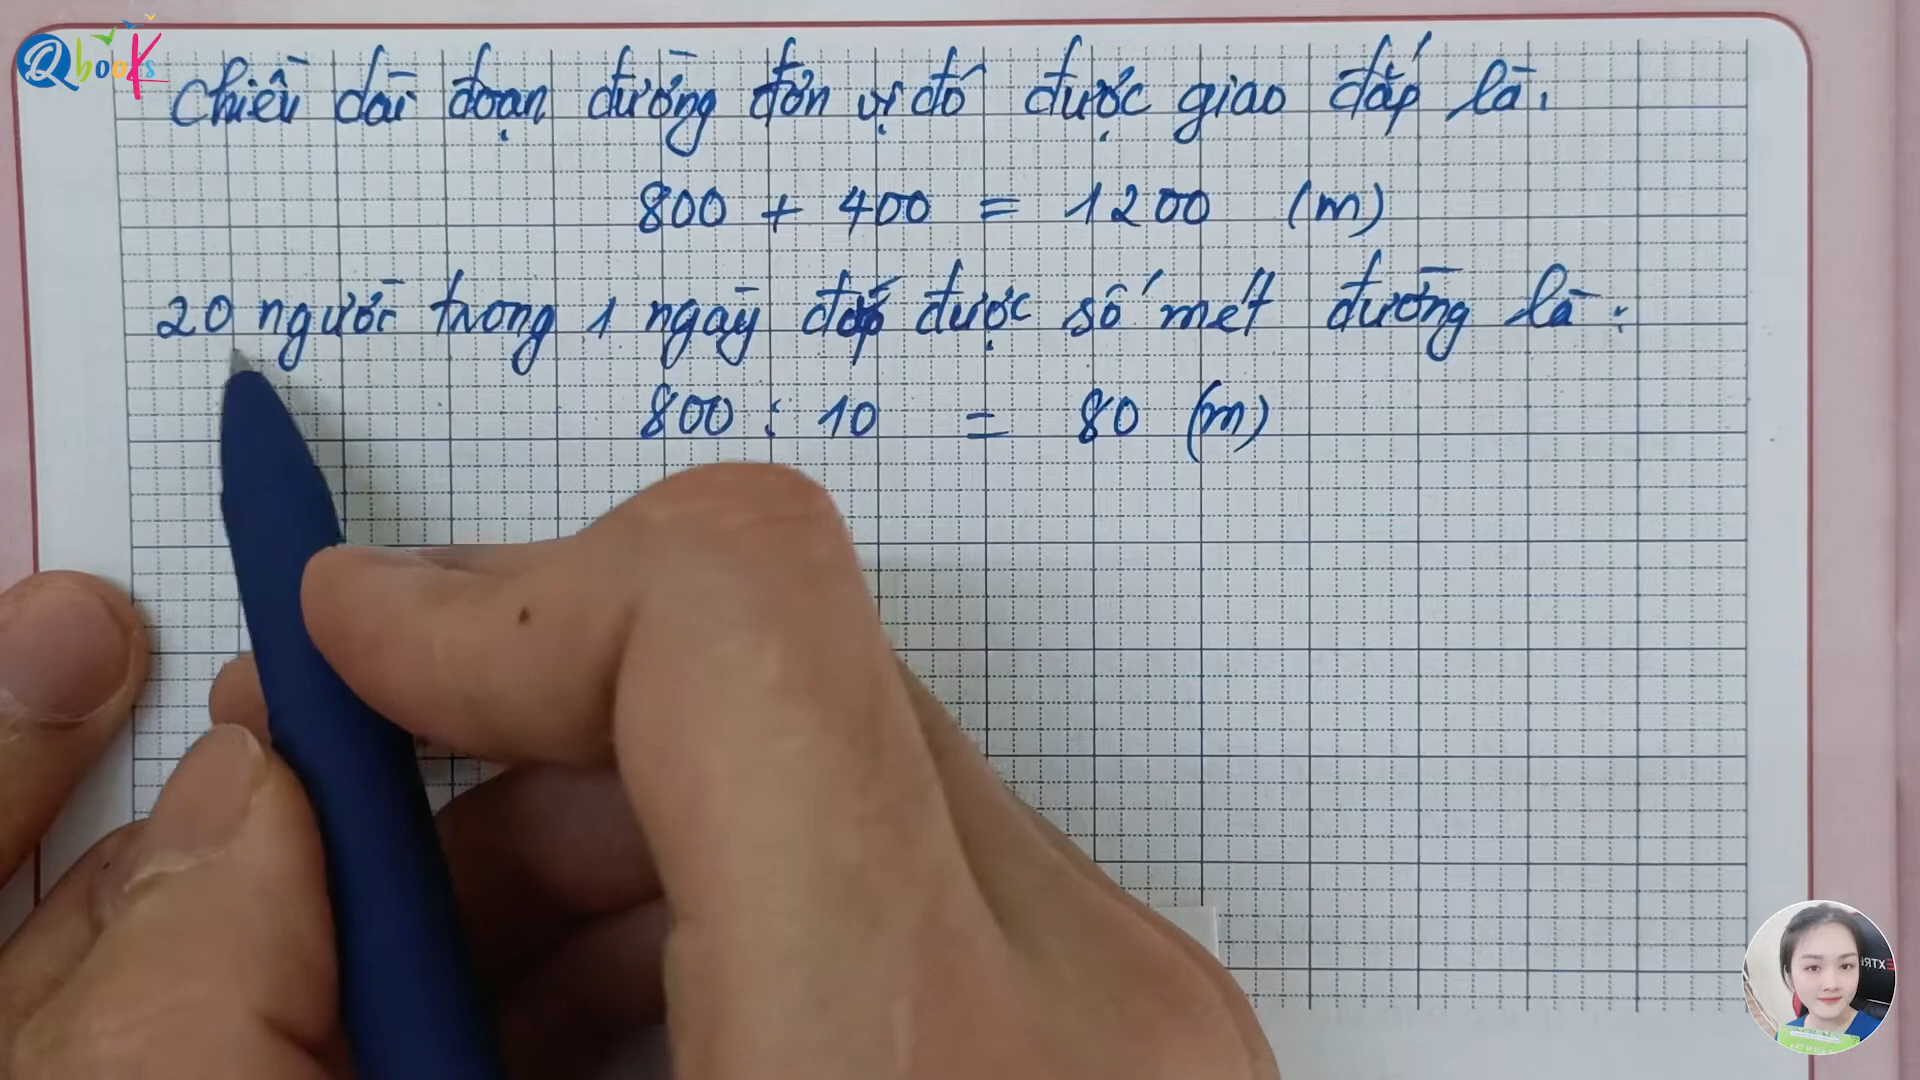 Qbooks
Chiều dài đoạn đường đơn vị đó được giao đắp là:
800 + 400 = 1200 (m)
20 người trong 1 ngày đắp được số mét đường là:
800 : 10 = 80 (m)